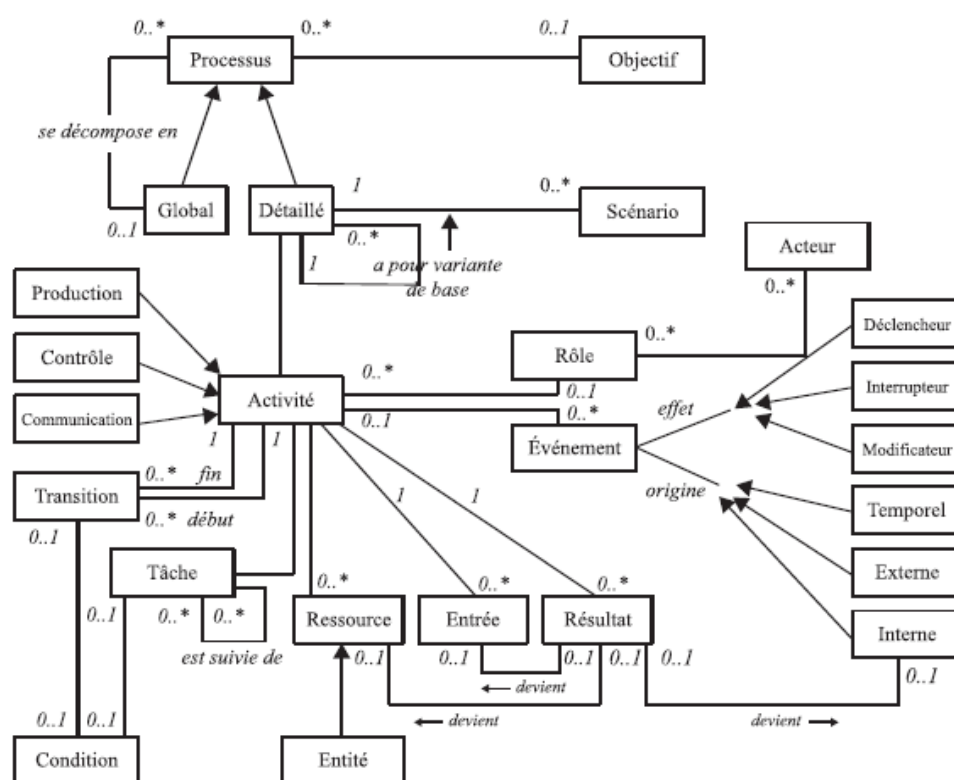 0..*
0..*
0..1
Processus
Objectif
se décompose en
1
0..*
Global
Détaillé
Scénario
0..1
0..*
Acteur
1
a pour variante
de base
0..*
Production
Déclencheur
0..*
Contrôle
Rôle
0..*
Interrupteur
Activité
0..1
effet
0..1
0..*
Communication
1
1
Événement
Modificateur
0..*
fin
origine
Transition
1
1
Temporel
0..*
début
0..1
Tâche
Externe
0..*
0..*
0..*
0..1
Ressource
Entrée
Résultat
Interne
0..*
0..*
est suivie de
0..1
0..1
0..1
0..1
0..1
0..1
devient
0..1
0..1
devient
devient
Condition
Entité